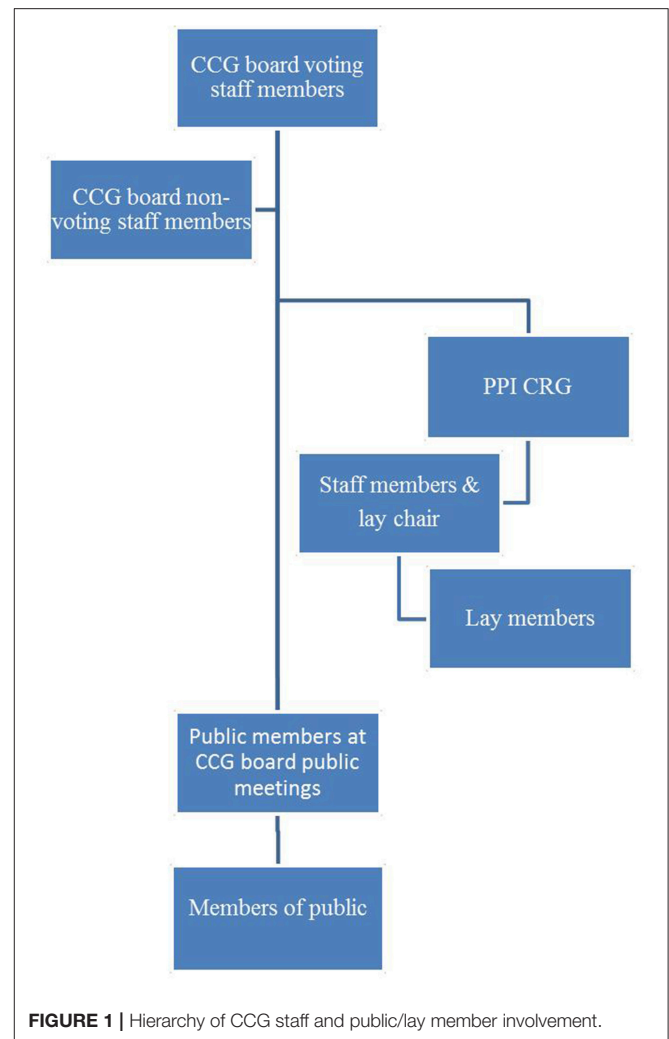 CCG board voting
staff members
CCG board non-
voting staff members
PPI CRG
Staff members &
lay chair
Lay members
Public members at
CCG board public
meetings
Members of public
FIGURE 1 | Hierarchy of CCG staff and public/lay member involvement.